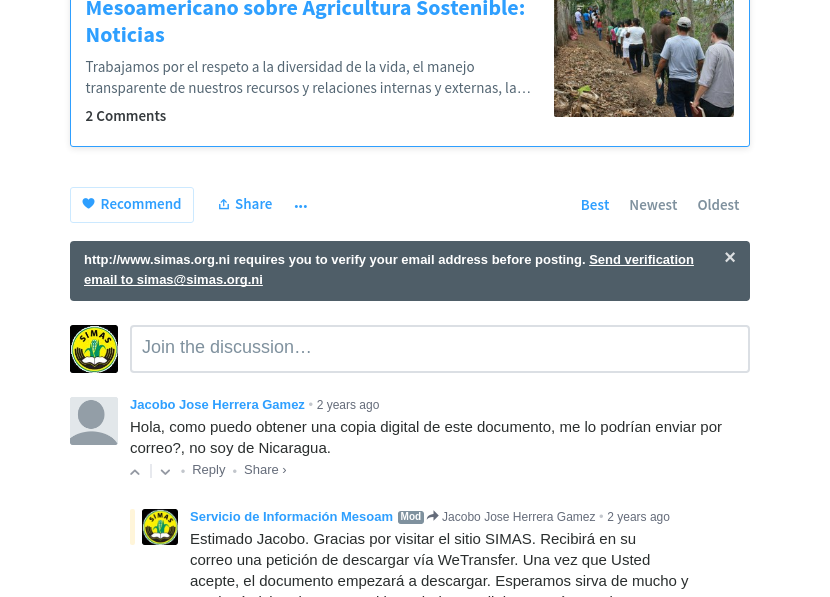 Mesoamericano sobre Agricultura Sostenible:
Noticias
Trabajamos por el respeto a la diversidad de la vida, el manejo
transparente de nuestros recursos y relaciones internas y externas, la…
2 Comments
Recommend
Share
Best Newest Oldest
http://www.simas.org.ni requires you to verify your email address before posting. Send verification
email to simas@simas.org.ni
SIMAS
Join the discussion…
Jacobo Jose Herrera Gamez • 2 years ago
Hola, como puedo obtener una copia digital de este documento, me lo podrían enviar por
correo?, no soy de Nicaragua.
Reply • Share ›
SIMAS
Servicio de Información Mesoam Mod Jacobo Jose Herrera Gamez • 2 years ago
Estimado Jacobo. Gracias por visitar el sitio SIMAS. Recibirá en su
correo una petición de descargar vía WeTransfer. Una vez que Usted
acepte, el documento empezará a descargar. Esperamos sirva de mucho y